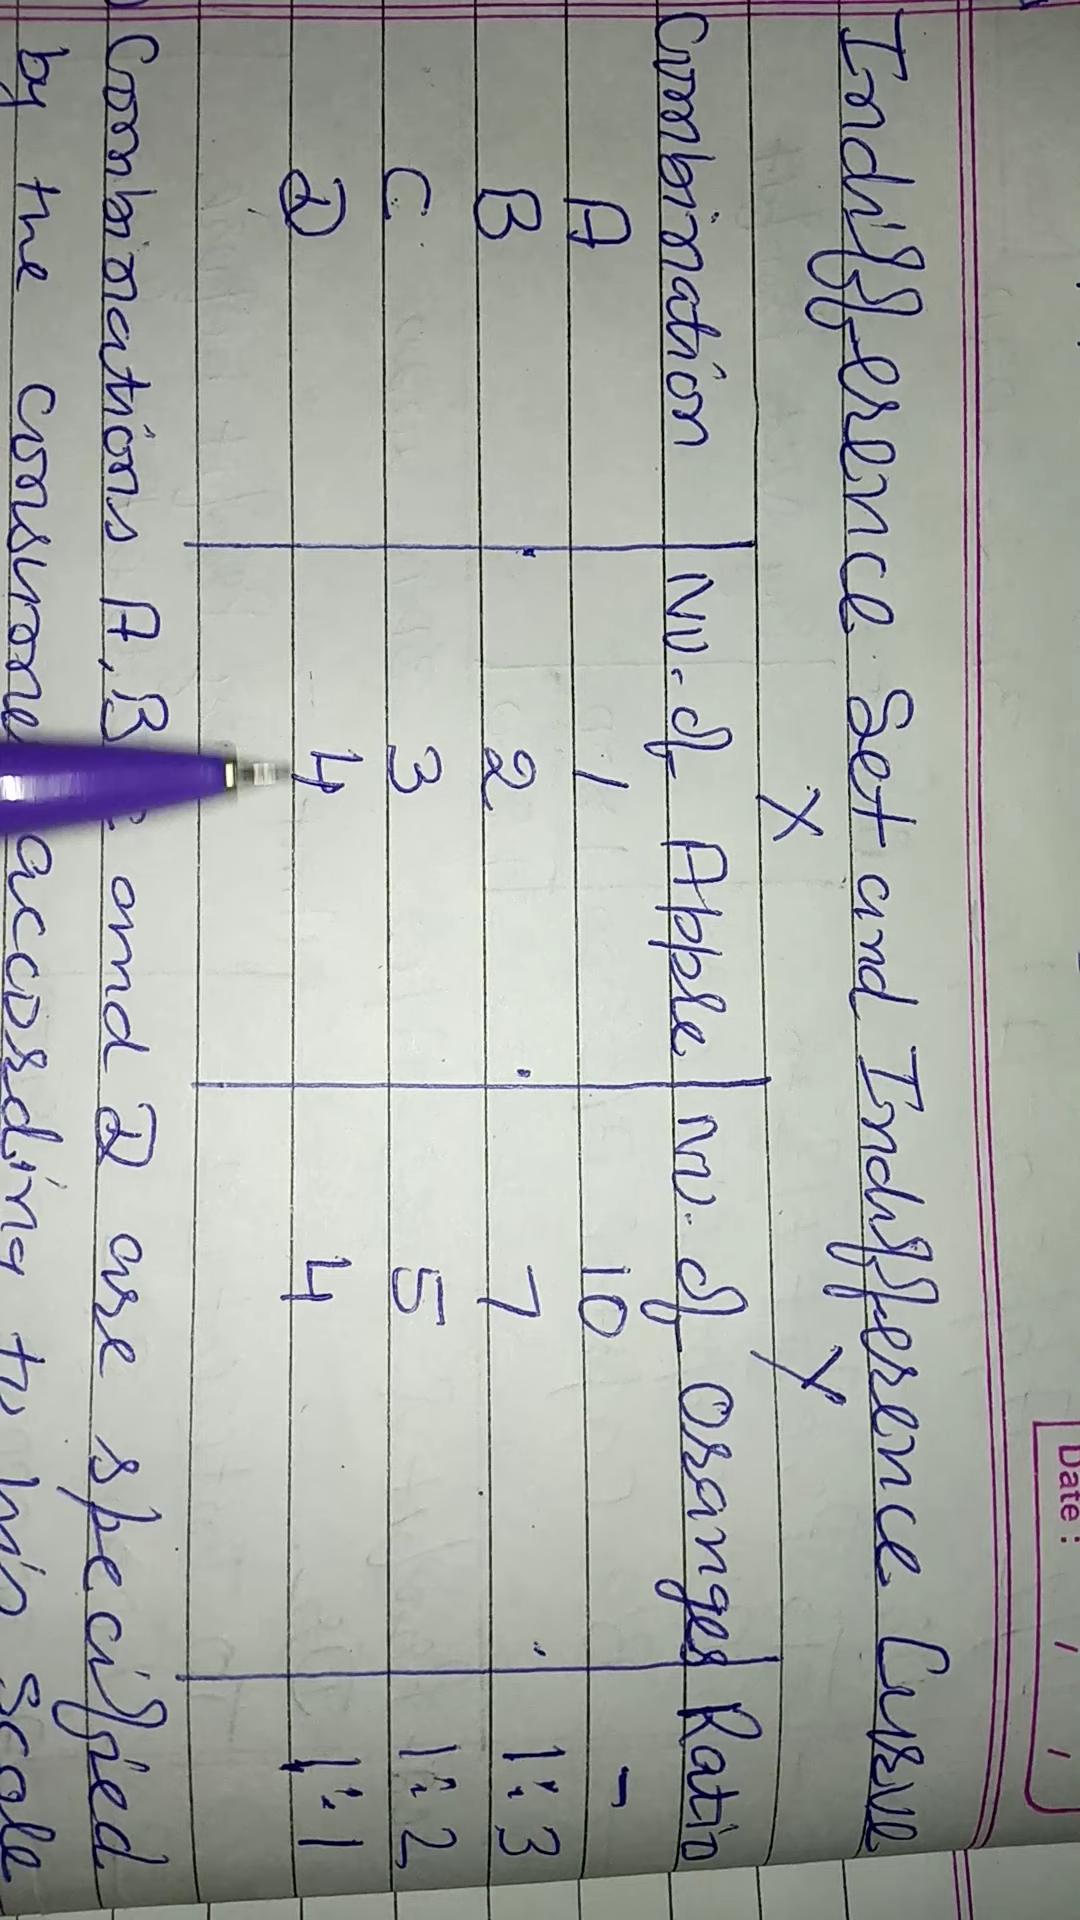 Date: / /
Indifference Set and Indifference Curve
X Y
Combination No. of Apple No. of oranges Ratio
A 1 10 -
B 2 7 1:3
C 3 5 1:2
D 4 4 1:1
Combinations A, B and D are specified
by the according to his scale